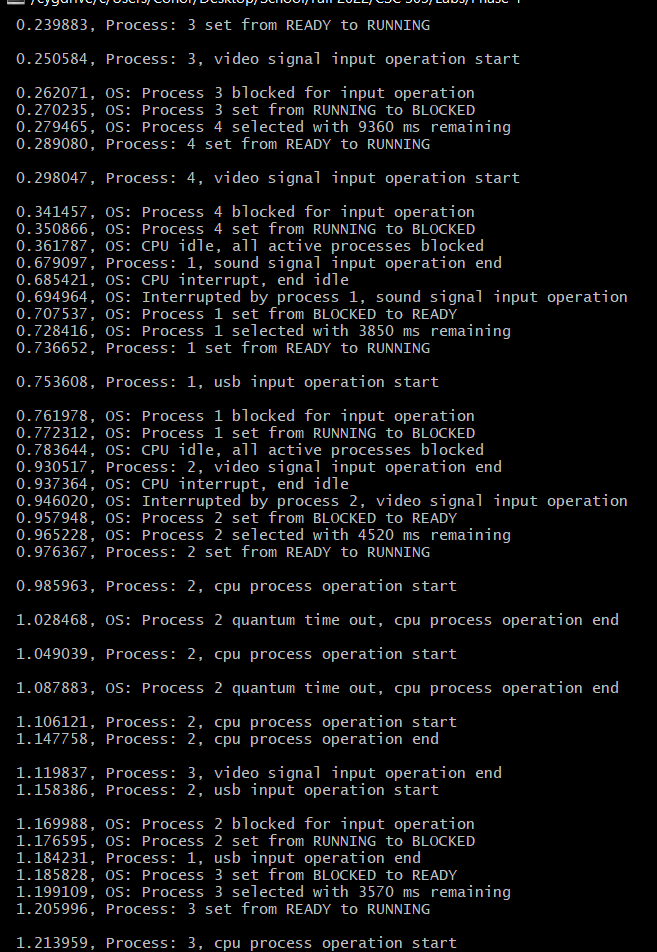 0.239883, Process: 3 set from READY to RUNNING
0.250584, Process: 3, video signal input operation start
0.262071, OS: Process 3 blocked for input operation
0.270235, OS: Process 3 set from RUNNING to BLOCKED
0.279465, OS: Process 4 selected with 9360 ms remaining
0.289080, Process: 4 set from READY to RUNNING
0.298047, Process: 4, video signal input operation start
0.341457, OS: Process 4 blocked for input operation
0.350866, OS: Process 4 set from RUNNING to BLOCKED
0.361787, OS: CPU idle, all active processes blocked
0.679097, Process: 1, sound signal input operation end
0.685421, OS: CPU interrupt, end idle
0.694964, OS: Interrupted by process 1, sound signal input operation
0.707537, OS: Process 1 set from BLOCKED to READY
0.728416, OS: Process 1 selected with 3850 ms remaining
0.736652, Process: 1 set from READY to RUNNING
0.753608, Process: 1, usb input operation start
0.761978, OS: Process 1 blocked for input operation
0.772312, OS: Process 1 set from RUNNING to BLOCKED
0.783644, OS: CPU idle, all active processes blocked
0.930517, Process: 2, video signal input operation end
0.937364, OS: CPU interrupt, end idle
0.946020, OS: Interrupted by process 2, video signal input operation
0.957948, OS: Process 2 set from BLOCKED to READY
0.965228, OS: Process 2 selected with 4520 ms remaining
0.976367, Process: 2 set from READY to RUNNING
0.985963, Process: 2, cpu process operation start
1.028468, OS: Process 2 quantum time out, cpu process operation end
1.049039, Process: 2, cpu process operation start
1.087883, OS: Process 2 quantum time out, cpu process operation end
1.106121, Process: 2, cpu process operation start
1.147758, Process: 2, cpu process operation end
1.119837, Process: 3, video signal input operation end
1.158386, Process: 2, usb input operation start
1.169988, OS: Process 2 blocked for input operation
1.176595, OS: Process 2 set from RUNNING to BLOCKED
1.184231, Process: 1, usb input operation end
1.185828, OS: Process 3 set from BLOCKED to READY
1.199109, OS: Process 3 selected with 3570 ms remaining
1.205996, Process: 3 set from READY to RUNNING
1.213959, Process: 3, cpu process operation start